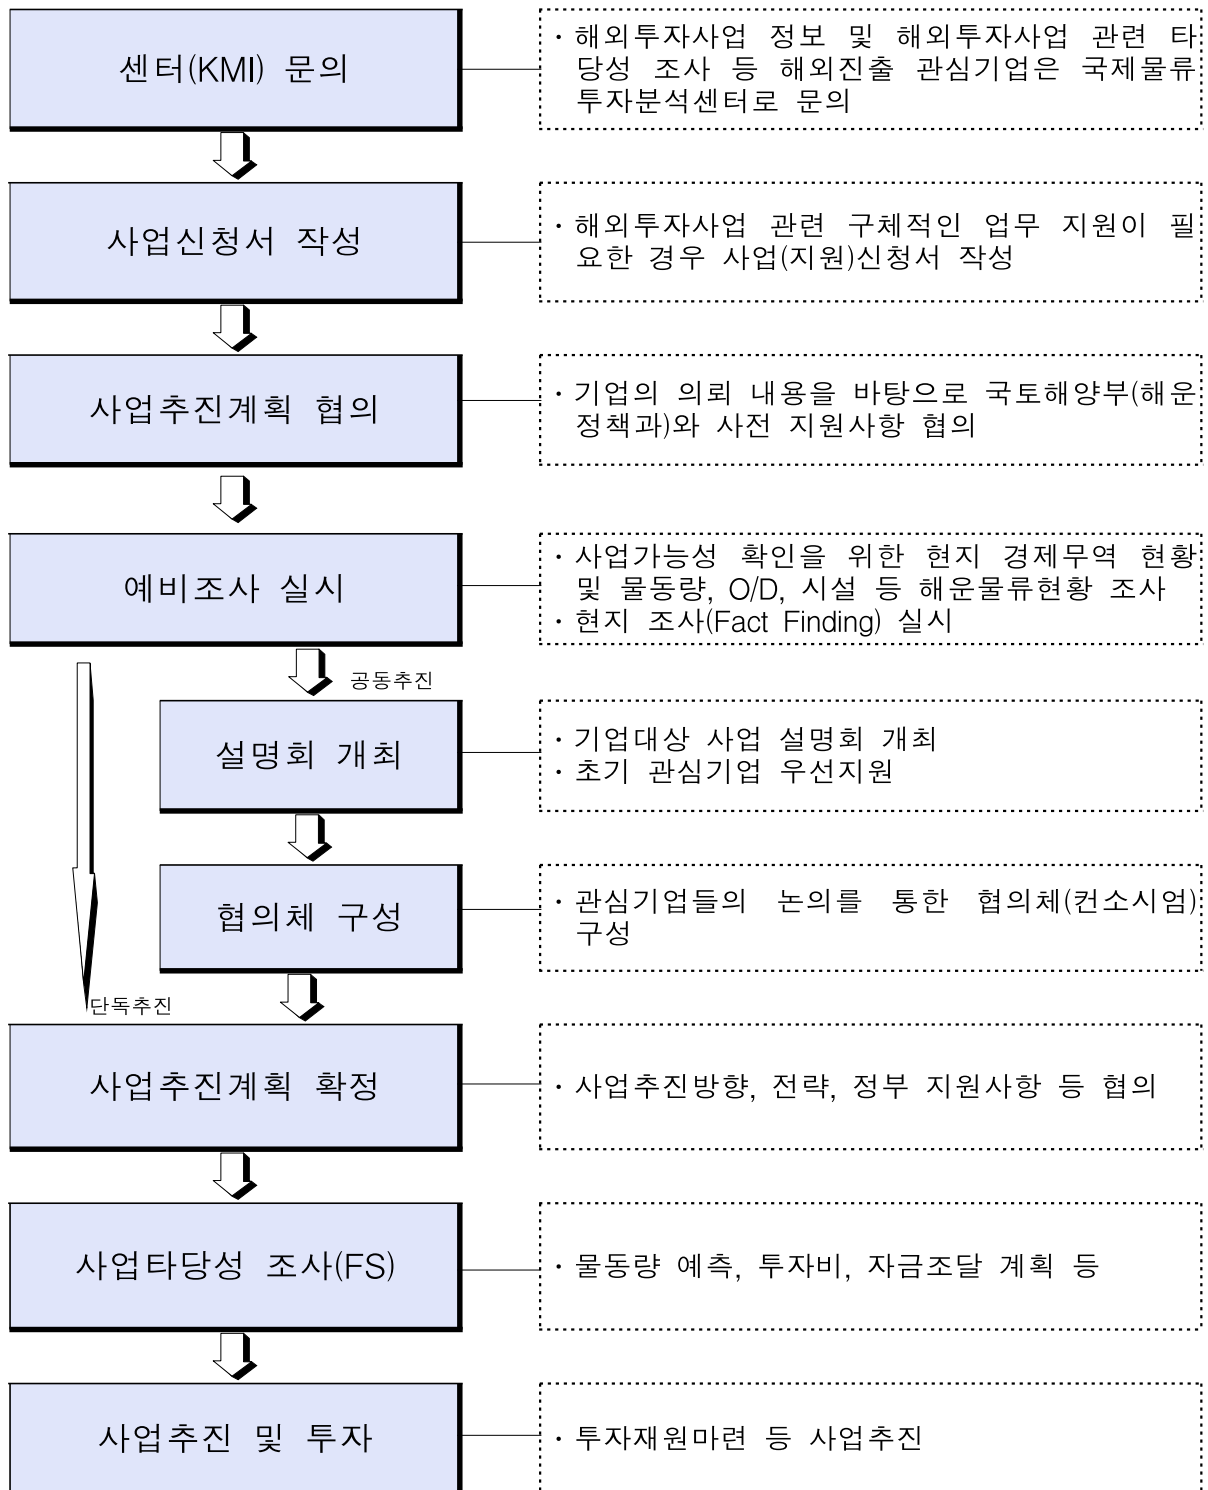 센터(KMI) 문의
· 해외투자사업 정보 및 해외투자사업 관련 타
당성 조사 등 해외진출 관심기업은 국제물류
투자분석센터로 문의
사업신청서 작성
· 해외투자사업 관련 구체적인 업무 지원이 필
요한 경우 사업(지원)신청서 작성
사업추진계획 협의
· 기업의 의뢰 내용을 바탕으로 국토해양부(해운
정책과)와 사전 지원사항 협의
예비조사 실시
· 사업가능성 확인을 위한 현지 경제무역 현황
및 물동량, O/D, 시설 등 해운물류현황 조사
· 현지 조사(Fact Finding) 실시
공동추진
설명회 개최
· 기업대상 사업 설명회 개최
· 초기 관심기업 우선지원
협의체 구성
· 관심기업들의 논의를 통한 협의체(컨소시엄)
구성
단독추진
사업추진계획 확정
· 사업추진방향, 전략, 정부 지원사항 등 협의
사업타당성 조사(FS)
· 물동량 예측, 투자비, 자금조달 계획 등
사업추진 및 투자
· 투자재원마련 등 사업추진